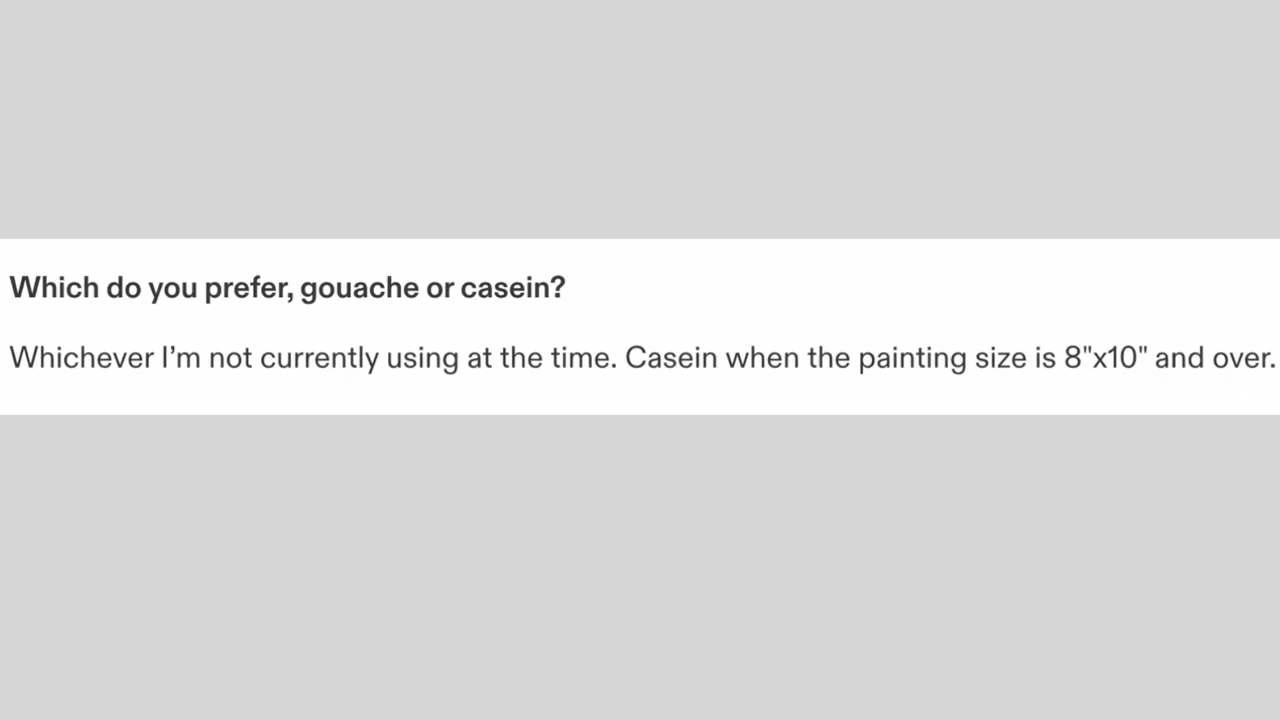 Which do you prefer, gouache or casein?
Whichever I’m not currently using at the time. Casein when the painting size is 8"x10" and over.